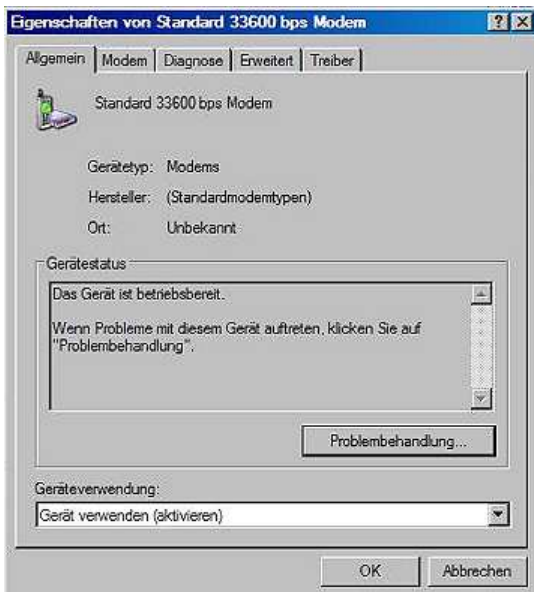 Eigenschaften von Standard 33600 bps Modem
Allgemein Modem Diagnose Erweitert Treiber
Standard 33600 bps Modem
Gerätetyp: Modems
Hersteller: (Standardmodemtypen)
Ort: Unbekannt
Gerätestatus
Das Gerät ist betriebsbereit.
Wenn Probleme mit diesem Gerät auftreten, klicken Sie auf
"Problembehandlung".
Problembehandlung...
Geräteverwendung:
Gerät verwenden (aktivieren)
OK Abbrechen